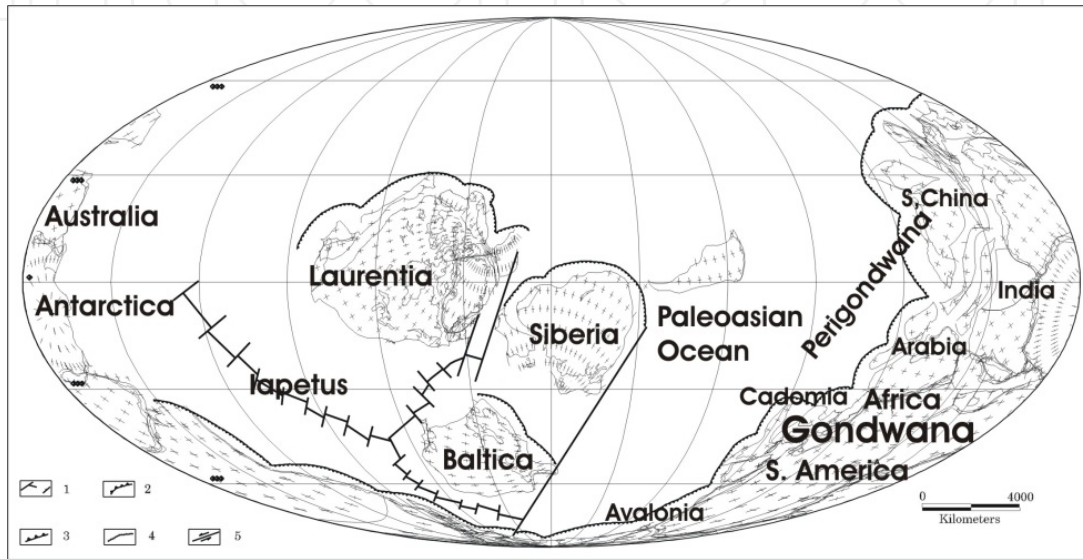 S.China
Australia
Perigondwana
Laurentia
India
Antarctica
Siberia
Paleoasian
Ocean
Arabia
Iapetus
Cadomia
Africa
Gondwana
Baltica
S. America
Avalonia
1
2
3
4
5
0 4000
Kilometers